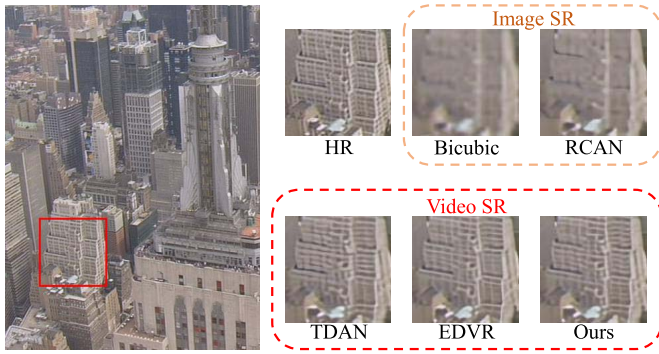 Image SR
HR
Bicubic
RCAN
Video SR
TDAN
EDVR
Ours